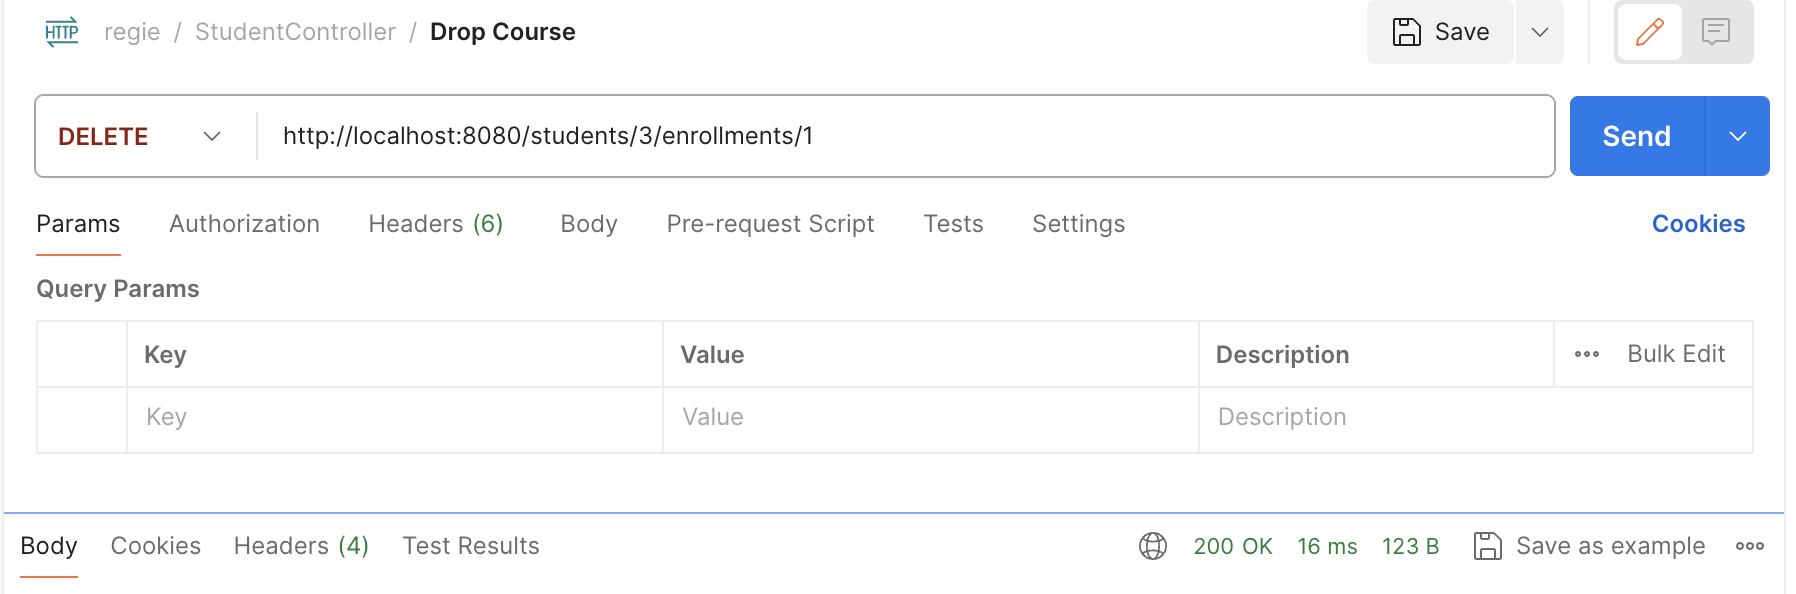 HTTP regie / StudentController / Drop Course Save
DELETE http://localhost:8080/students/3/enrollments/1 Send
Params Authorization Headers (6) Body Pre-request Script Tests Settings Cookies
Query Params
Key Value Description Bulk Edit
Key Value Description
Body Cookies Headers (4) Test Results 200 OK 16 ms 123 B Save as example